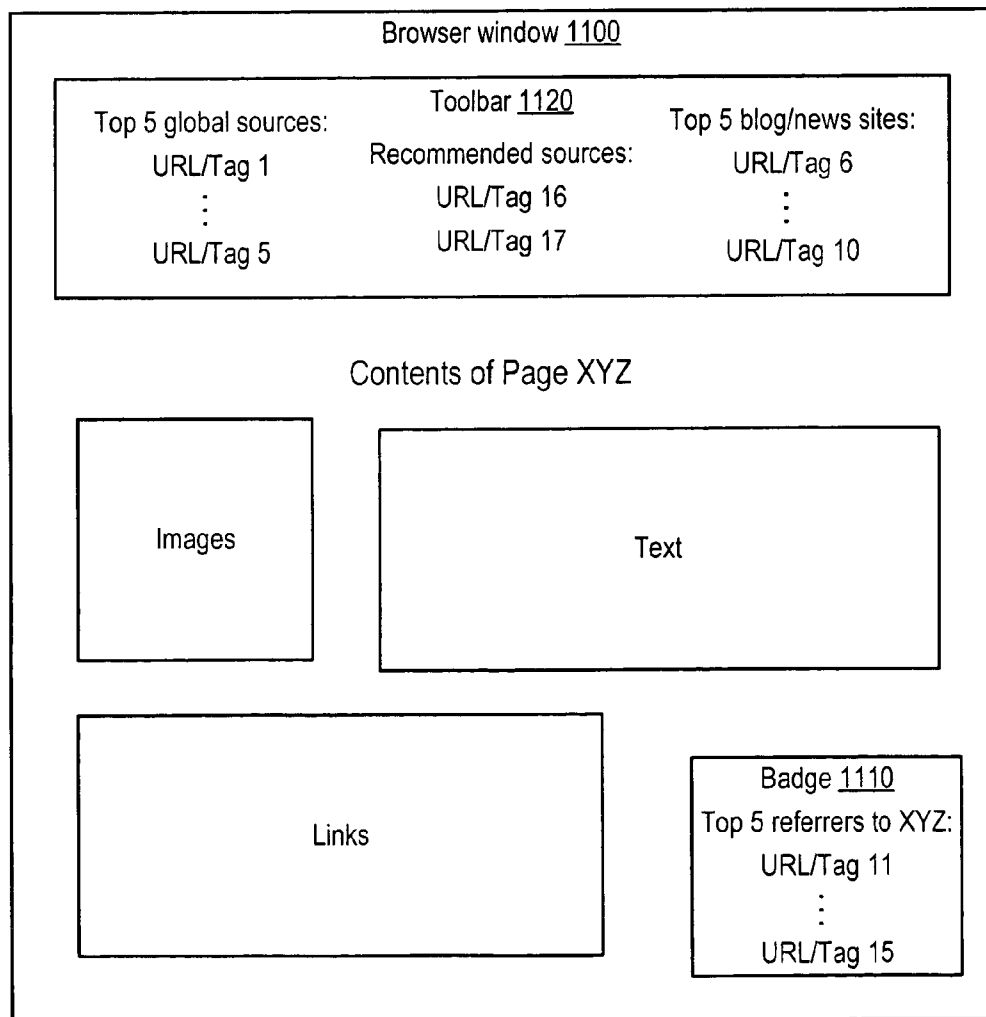 Browser window 1100
Toolbar 1120
Top 5 global sources:
URL/Tag 1
⋮
URL/Tag 5
Recommended sources:
URL/Tag 16
URL/Tag 17
Top 5 blog/news sites:
URL/Tag 6
⋮
URL/Tag 10
Contents of Page XYZ
Images
Text
Links
Badge 1110
Top 5 referrers to XYZ:
URL/Tag 11
⋮
URL/Tag 15